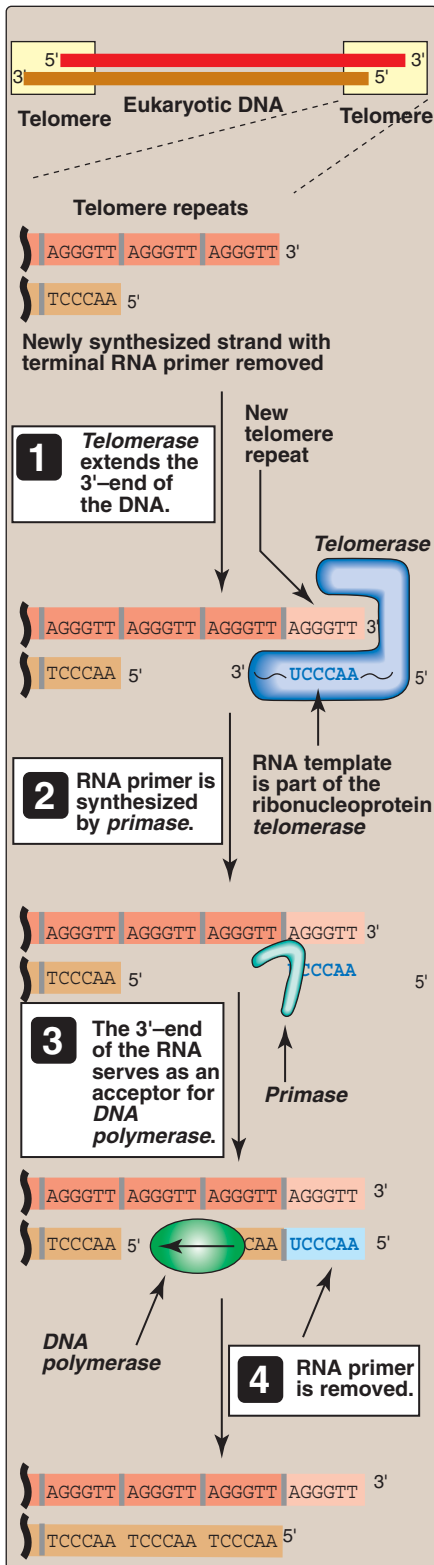 5' 3'
3' 5'
Telomere Eukaryotic DNA Telomere
Telomere repeats
AGGGTT AGGGTT AGGGTT 3'
TCCCAA 5'
Newly synthesized strand with
terminal RNA primer removed
1 Telomerase
extends the
3'–end of
the DNA.
New
telomere
repeat
Telomerase
AGGGTT AGGGTT AGGGTT AGGGTT 3'
TCCCAA 5' 3' UCCCAA 5'
RNA template
is part of the
ribonucleoprotein
telomerase
2 RNA primer is
synthesized
by primase.
AGGGTT AGGGTT AGGGTT AGGGTT 3'
TCCCAA 5' CCCAA 5'
Primase
3 The 3'–end
of the RNA
serves as an
acceptor for
DNA
polymerase.
AGGGTT AGGGTT AGGGTT AGGGTT 3'
TCCCAA 5' CAA UCCCAA 5'
DNA
polymerase
4 RNA primer
is removed.
AGGGTT AGGGTT AGGGTT AGGGTT 3'
TCCCAA TCCCAA TCCCAA 5'